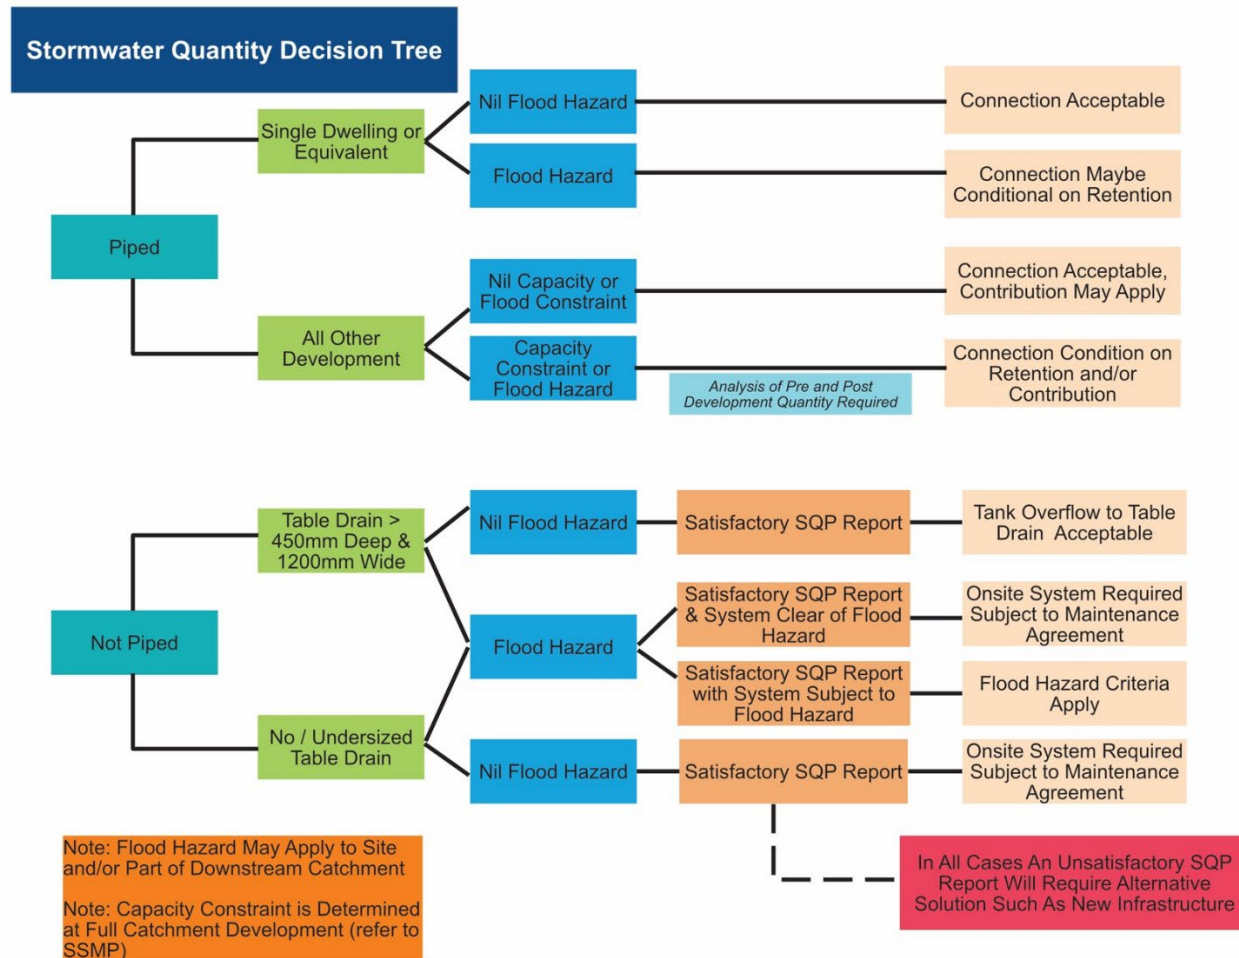 Stormwater Quantity Decision Tree
Piped
Single Dwelling or
Equivalent
Nil Flood Hazard
Connection Acceptable
Flood Hazard
Connection Maybe
Conditional on Retention
All Other
Development
Nil Capacity or
Flood Constraint
Connection Acceptable,
Contribution May Apply
Capacity
Constraint or
Flood Hazard
Analysis of Pre and Post
Development Quantity Required
Connection Condition on
Retention and/or
Contribution
Not Piped
Table Drain >
450mm Deep &
1200mm Wide
Nil Flood Hazard
Satisfactory SQP Report
Tank Overflow to Table
Drain Acceptable
Flood Hazard
Satisfactory SQP Report
& System Clear of Flood
Hazard
Onsite System Required
Subject to Maintenance
Agreement
Satisfactory SQP Report
with System Subject to
Flood Hazard
Flood Hazard Criteria
Apply
No / Undersized
Table Drain
Nil Flood Hazard
Satisfactory SQP Report
Onsite System Required
Subject to Maintenance
Agreement
Note: Flood Hazard May Apply to Site
and/or Part of Downstream Catchment
Note: Capacity Constraint is Determined
at Full Catchment Development (refer to
SSMP)
In All Cases An Unsatisfactory SQP
Report Will Require Alternative
Solution Such As New Infrastructure